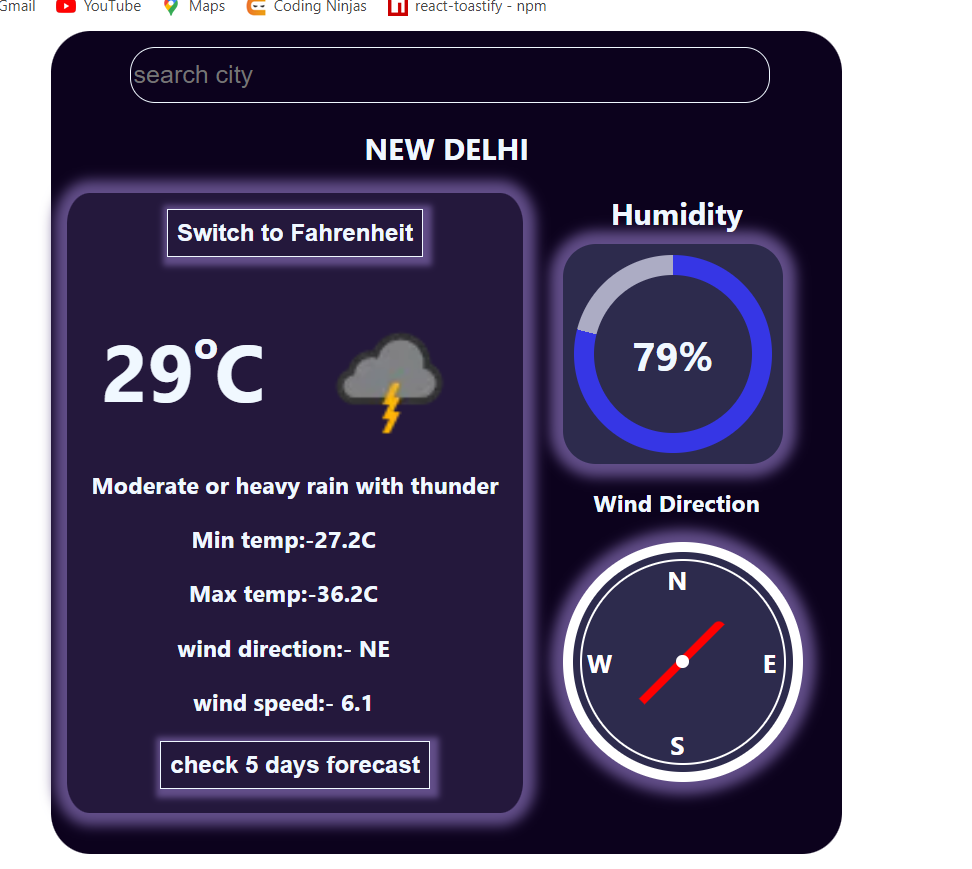 Gmail YouTube Maps Coding Ninjas react-toastify - npm
search city
NEW DELHI
Switch to Fahrenheit
29°C
Moderate or heavy rain with thunder
Min temp:-27.2C
Max temp:-36.2C
wind direction:- NE
wind speed:- 6.1
check 5 days forecast
Humidity
79%
Wind Direction
N
W E
S